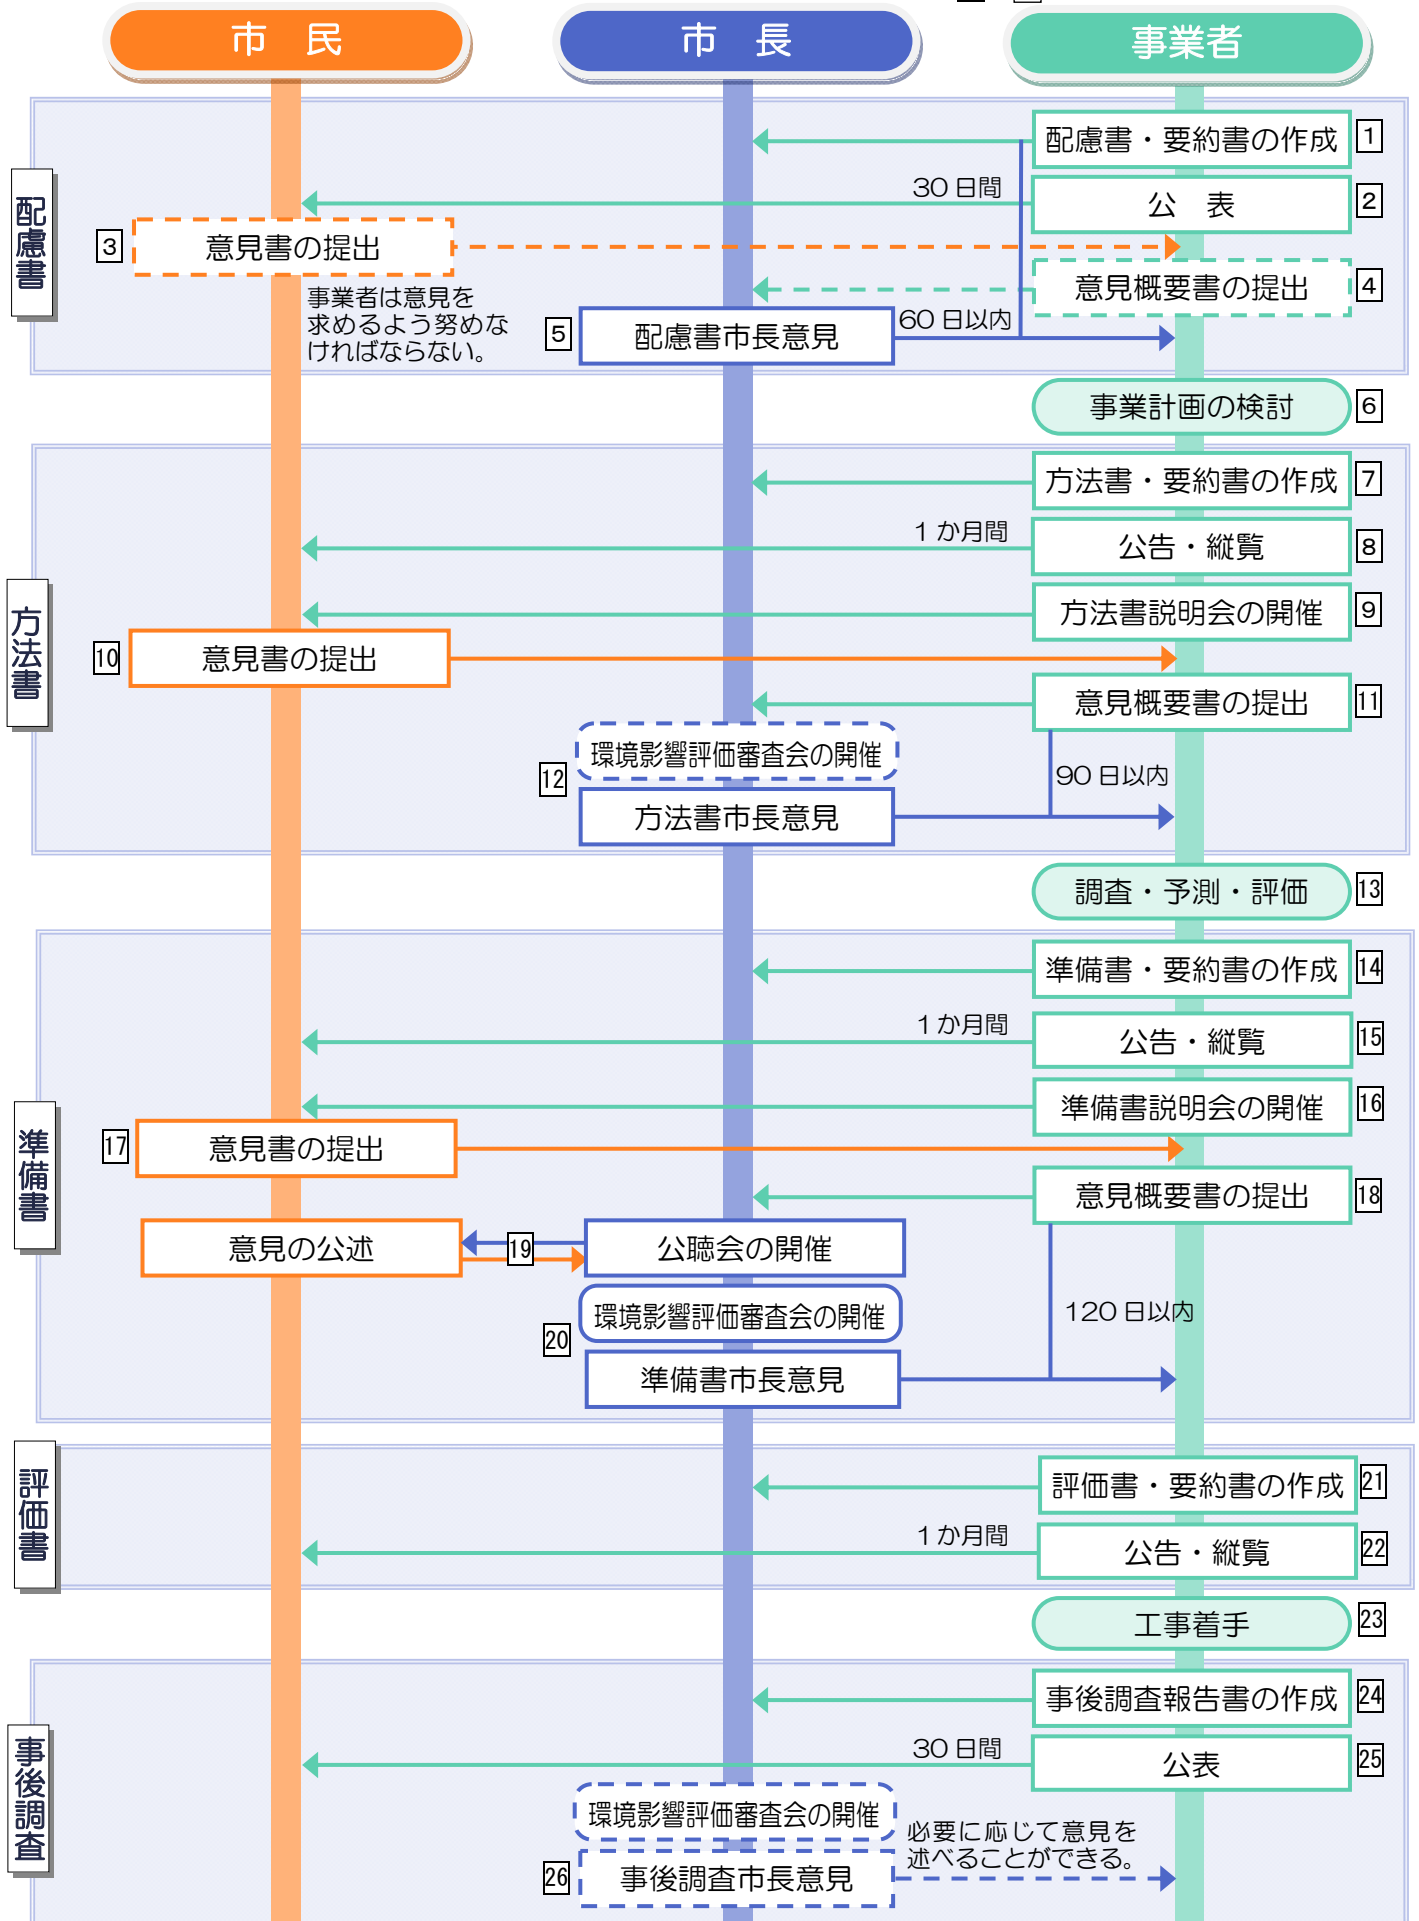 市　民
市　長
事業者
配慮書
配慮書・要約書の作成
1
30日間
公　表
2
3
意見書の提出
事業者は意見を
求めるよう努めな
ければならない。
意見概要書の提出
4
5
配慮書市長意見
60日以内
事業計画の検討
6
方法書
方法書・要約書の作成
7
1か月間
公告・縦覧
8
方法書説明会の開催
9
10
意見書の提出
意見概要書の提出
11
環境影響評価審査会の開催
12
方法書市長意見
90日以内
調査・予測・評価
13
準備書
準備書・要約書の作成
14
1か月間
公告・縦覧
15
準備書説明会の開催
16
17
意見書の提出
意見概要書の提出
18
意見の公述
19
公聴会の開催
環境影響評価審査会の開催
20
準備書市長意見
120日以内
評価書
評価書・要約書の作成
21
1か月間
公告・縦覧
22
工事着手
23
事後調査
事後調査報告書の作成
24
30日間
公表
25
環境影響評価審査会の開催
26
事後調査市長意見
必要に応じて意見を
述べることができる。